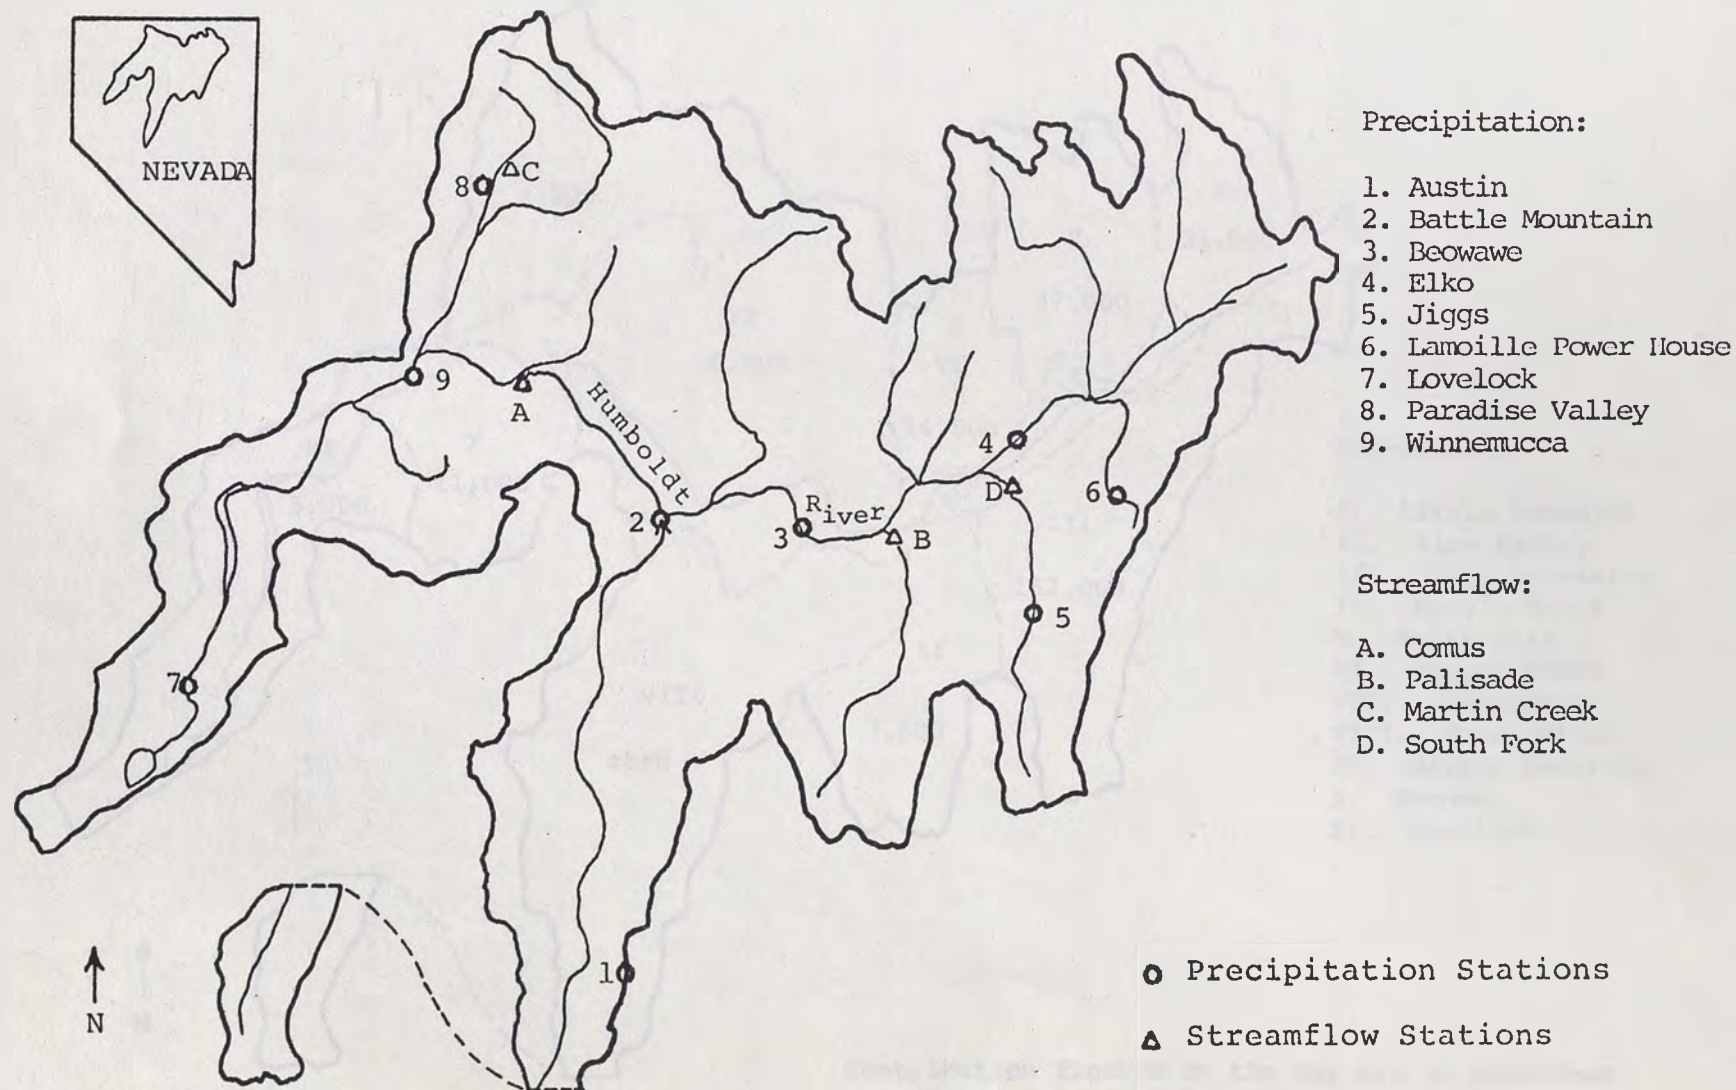 NEVADA
8
C
9
A
Humboldt
2
3
River
B
4
D
6
5
7
1
N
Precipitation:
1. Austin
2. Battle Mountain
3. Beowawe
4. Elko
5. Jiggs
6. Lamoille Power House
7. Lovelock
8. Paradise Valley
9. Winnemucca
Streamflow:
A. Comus
B. Palisade
C. Martin Creek
D. South Fork
Precipitation Stations
Streamflow Stations